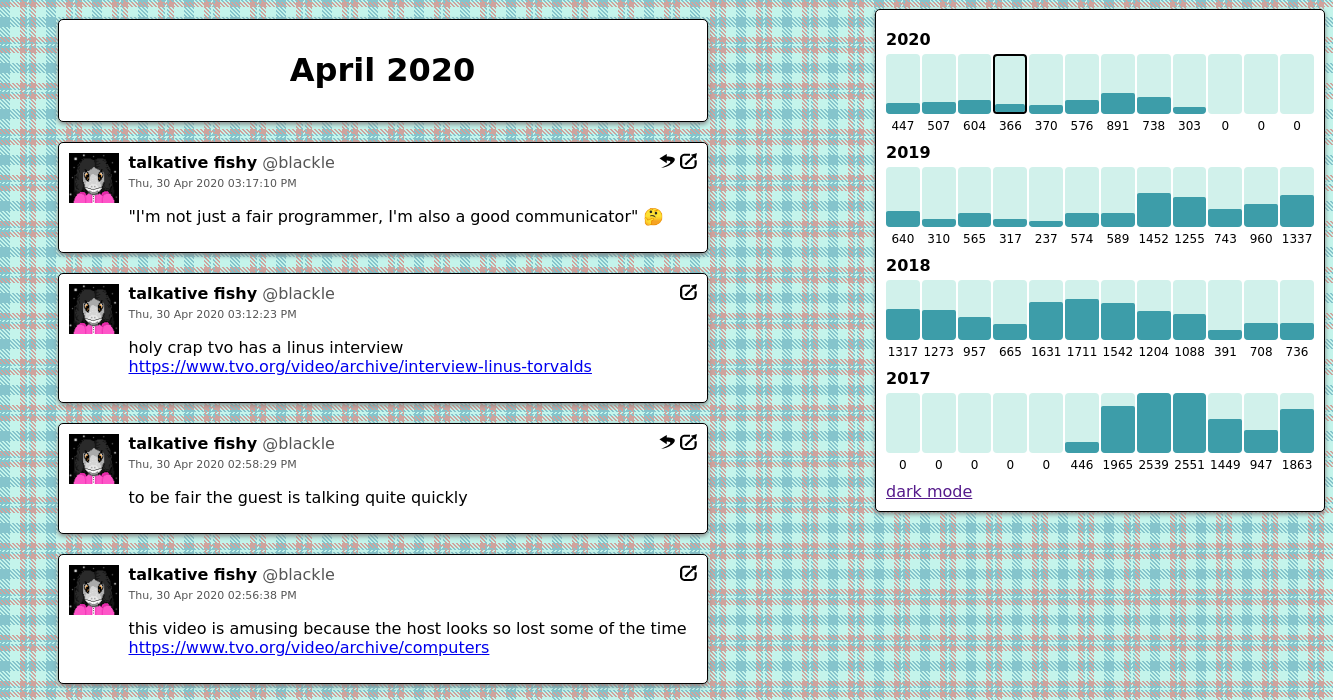 April 2020
talkative fishy @blackle
Thu, 30 Apr 2020 03:17:10 PM
"I'm not just a fair programmer, I'm also a good communicator" 🤔
talkative fishy @blackle
Thu, 30 Apr 2020 03:12:23 PM
holy crap tvo has a linus interview
https://www.tvo.org/video/archive/interview-linus-torvalds
talkative fishy @blackle
Thu, 30 Apr 2020 02:58:29 PM
to be fair the guest is talking quite quickly
talkative fishy @blackle
Thu, 30 Apr 2020 02:56:38 PM
this video is amusing because the host looks so lost some of the time
https://www.tvo.org/video/archive/computers
2020
447 507 604 366 370 576 891 738 303 0 0 0
2019
640 310 565 317 237 574 589 1452 1255 743 960 1337
2018
1317 1273 957 665 1631 1711 1542 1204 1088 391 708 736
2017
0 0 0 0 0 446 1965 2539 2551 1449 947 1863
dark mode